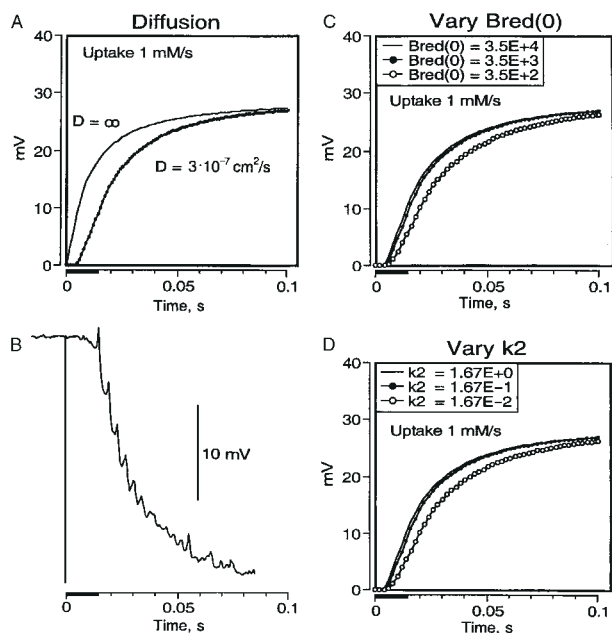 A
Diffusion
40
30
20
10
0
mV
Uptake 1 mM/s
D = ∞
D = 3·10⁻⁷ cm²/s
0
0.05
0.1
Time, s
B
10 mV
0
0.05
0.1
Time, s
C
Vary Bred(0)
40
30
20
10
0
mV
Bred(0) = 3.5E+4
Bred(0) = 3.5E+3
Bred(0) = 3.5E+2
Uptake 1 mM/s
0
0.05
0.1
Time, s
D
Vary k2
40
30
20
10
0
mV
k2 = 1.67E+0
k2 = 1.67E−1
k2 = 1.67E−2
Uptake 1 mM/s
0
0.05
0.1
Time, s